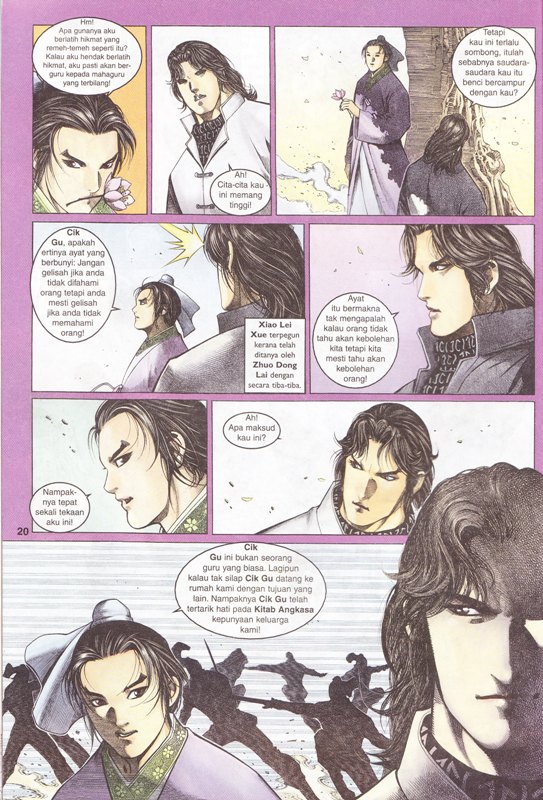 Hm!
Apa gunanya aku
berlatih hikmat yang
remeh-temeh seperti itu?
Kalau aku hendak berlatih
hikmat, aku pasti akan ber-
guru kepada mahaguru
yang terbilang!
Ah!
Cita-cita kau
ini memang
tinggi!
Tetapi
kau ini terlalu
sombong, itulah
sebabnya saudara-
saudara kau itu
benci bercampur
dengan kau?
Cik
Gu, apakah
ertinya ayat yang
berbunyi: Jangan
gelisah jika anda
tidak difahami
orang tetapi anda
mesti gelisah
jika anda tidak
memahami
orang!
Xiao Lei
Xue terpegun
kerana telah
ditanya oleh
Zhuo Dong
Lai dengan
secara tiba-tiba.
Ayat
itu bermakna
tak mengapalah
kalau orang tidak
tahu akan kebolehan
kita tetapi kita
mesti tahu akan
kebolehan
orang!
Nampak-
nya tepat
sekali tekaan
aku ini!
Ah!
Apa maksud
kau ini?
20
Cik
Gu ini bukan seorang
guru yang biasa. Lagipun
kalau tak silap Cik Gu datang ke
rumah kami dengan tujuan yang
lain. Nampaknya Cik Gu telah
tertarik hati pada Kitab Angkasa
kepunyaan keluarga
kami!